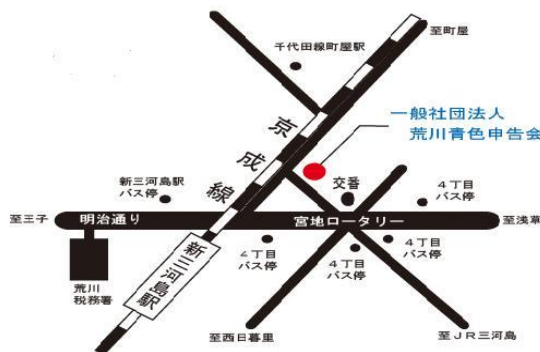 至町屋
千代田線町屋駅
一般社団法人
荒川青色申告会
京成線
新三河島駅
バス停
交番
4丁目
バス停
至王子
明治通り
宮地ロータリー
至浅草
4丁目
バス停
4丁目
バス停
4丁目
バス停
荒川
税務署
新三河島駅
至西日暮里
至JR三河島